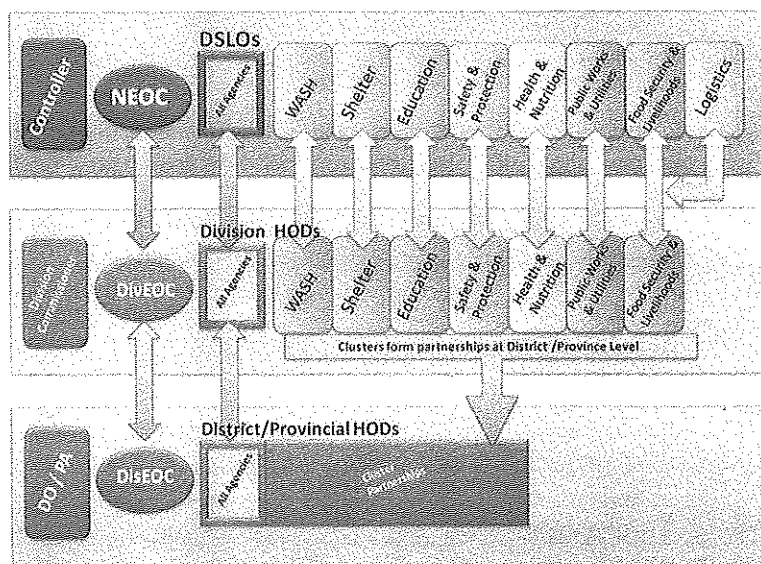 DSLOs
Controller
NEOC
All Agencies
WASH
Shelter
Education
Safety &
Protection
Health &
Nutrition
Public Works
& Utilities
Food Security &
Livelihoods
Logistics
Division HODs
Division
Commissioner
DivEOC
All Agencies
WASH
Shelter
Education
Safety &
Protection
Health &
Nutrition
Public Works
& Utilities
Food Security &
Livelihoods
Clusters form partnerships at District /Province Level
District/Provincial HODs
DO / PA
DisEOC
All Agencies
Cluster
Partnerships